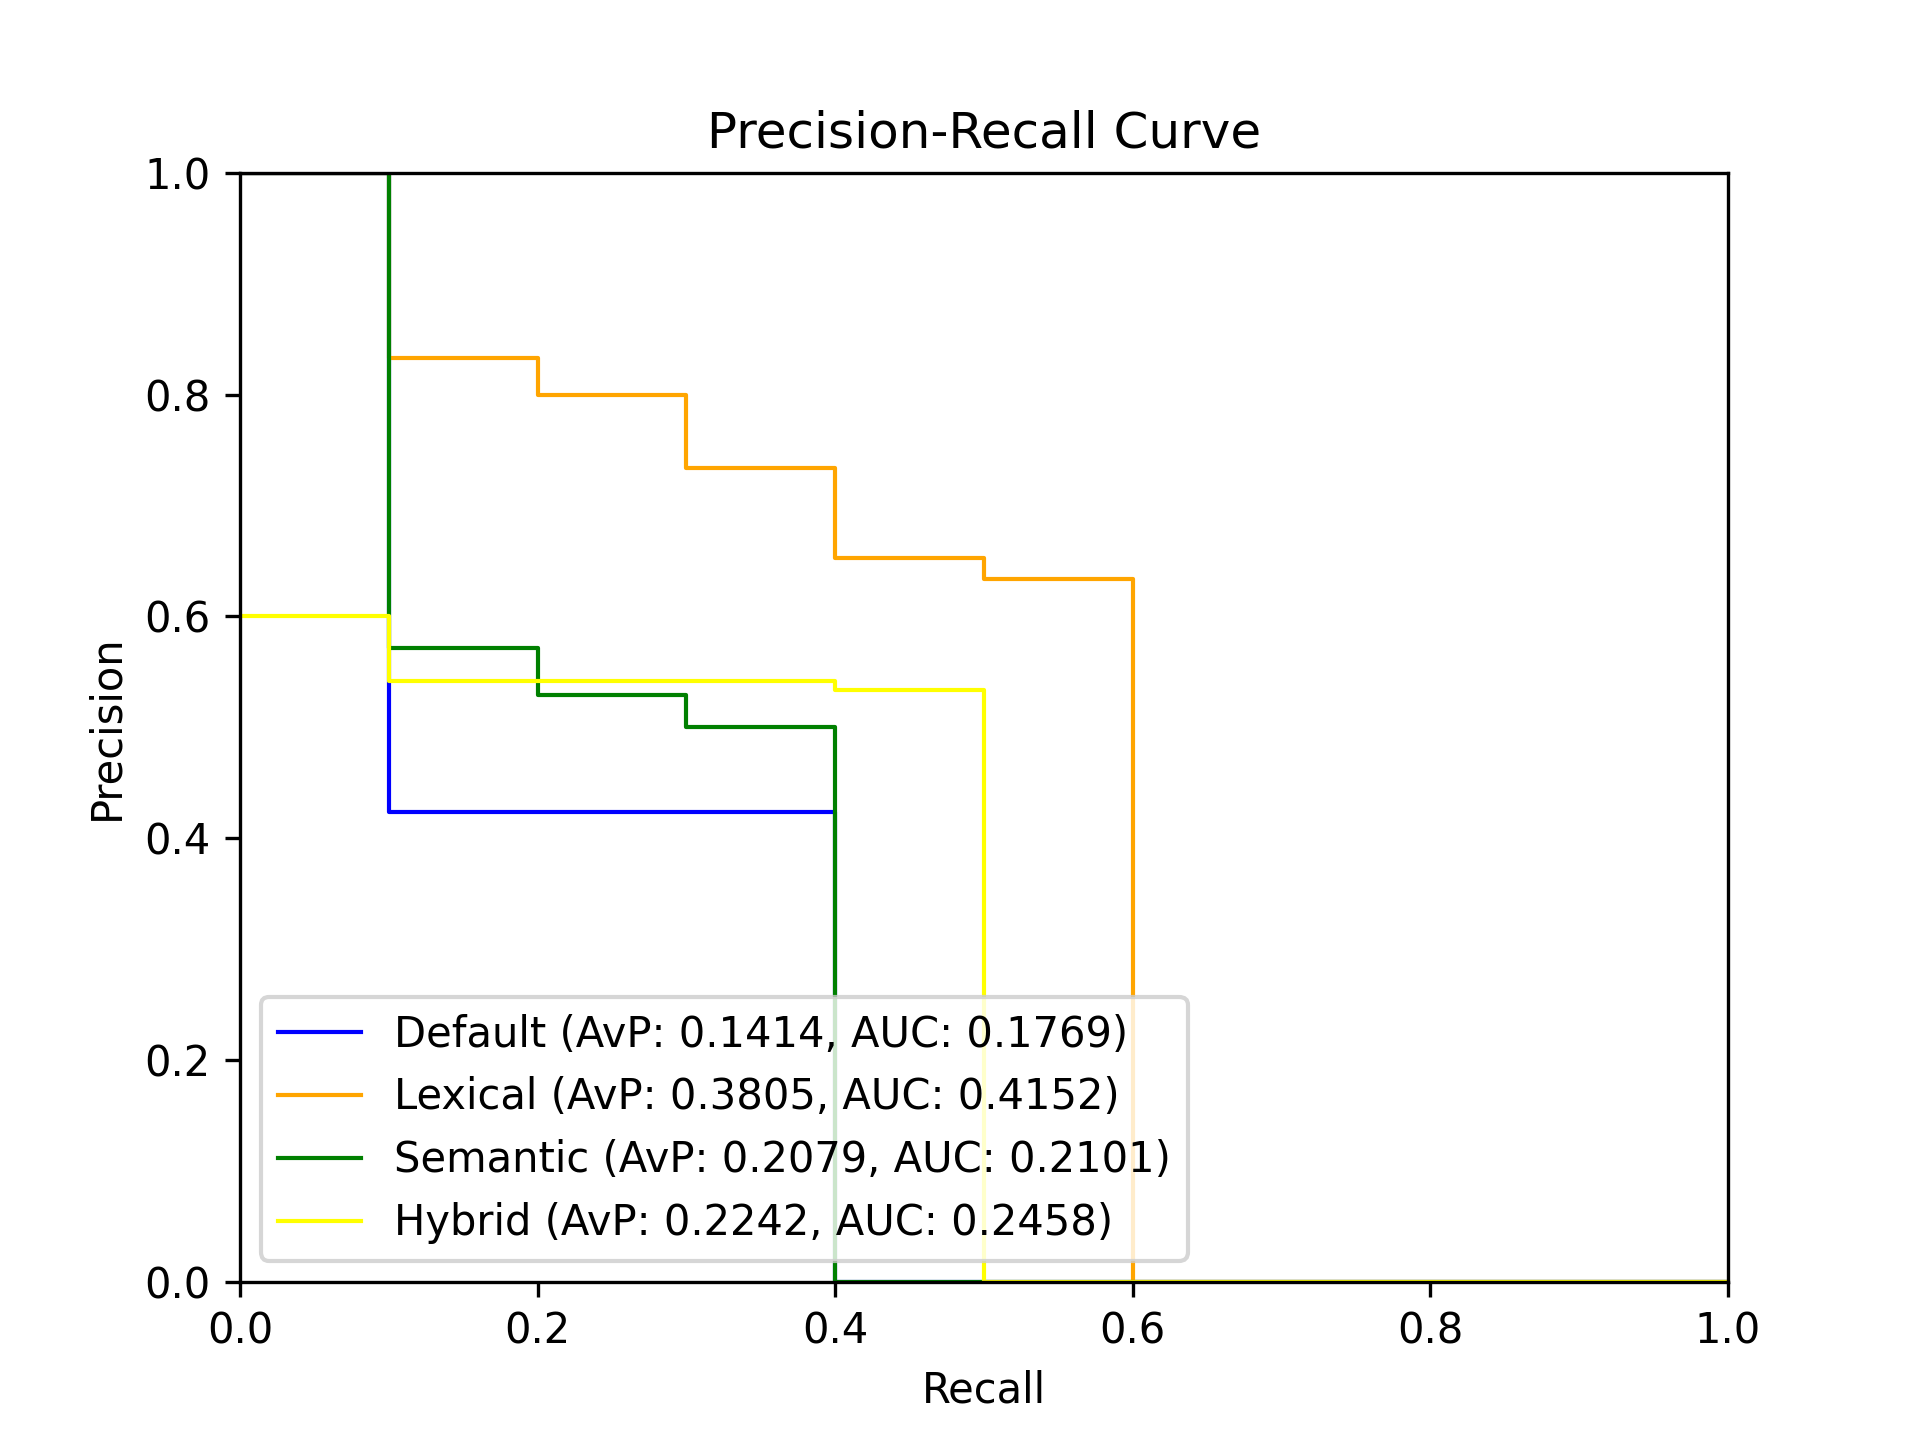 Precision-Recall Curve
1.0
0.8
0.6
0.4
0.2
0.0
Precision
Default (AvP: 0.1414, AUC: 0.1769)
Lexical (AvP: 0.3805, AUC: 0.4152)
Semantic (AvP: 0.2079, AUC: 0.2101)
Hybrid (AvP: 0.2242, AUC: 0.2458)
0.0 0.2 0.4 0.6 0.8 1.0
Recall